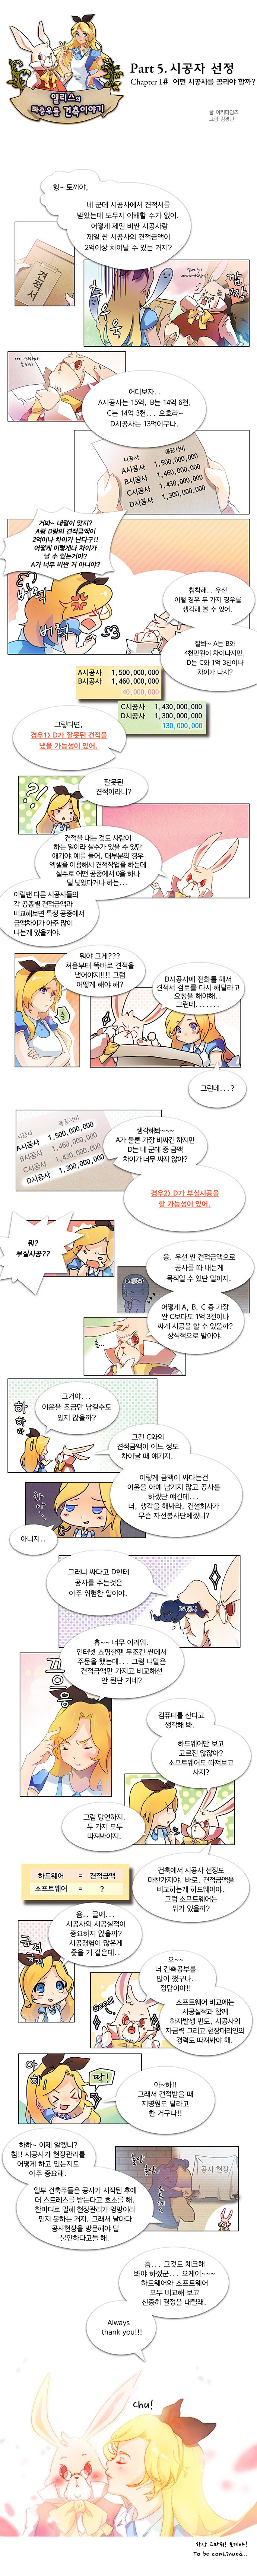 앨리스와
좌충우돌 건축이야기
Part 5. 시공자 선정
Chapter 1# 어떤 시공사를 골라야 할까?
글. 마키타임즈
그림. 김경인
힝~ 토끼야,
네 군데 시공사에서 견적서를
받았는데 도무지 이해할 수가 없어.
어떻게 제일 비싼 시공사랑
제일 싼 시공사의 견적금액이
2억이상 차이날 수 있는 거지?
견적서
어디보자..
A시공사는 15억, B는 14억 6천,
C는 14억 3천... 오호라~
D시공사는 13억이구나.
시공사
총공사비
A시공사 1,500,000,000
B시공사 1,460,000,000
C시공사 1,430,000,000
D시공사 1,300,000,000
거봐~ 내말이 맞지?
A랑 D랑의 견적금액이
2억이나 차이가 난다구!!
어떻게 이렇게나 차이가
날 수 있는거야?
A가 너무 비싼 거 아니야?
버럭
버럭
침착해.. 우선
이럴 경우 두 가지 경우를
생각해 볼 수 있어.
잘봐~ A는 B와
4천만원이 차이나지만,
D는 C와 1억 3천이나
차이가 나지?
A시공사 1,500,000,000
B시공사 1,460,000,000
40,000,000
C시공사 1,430,000,000
D시공사 1,300,000,000
130,000,000
그렇다면,
경우1> D가 잘못된 견적을
냈을 가능성이 있어.
잘못된
견적이라니?
견적을 내는 것도 사람이
하는 일이라 실수가 있을 수 있단
얘기야. 예를 들어, 대부분의 경우
엑셀을 이용해서 견적작업을 하는데
실수로 어떤 공종에서 0을 하나
덜 넣었다거나 하는...
이럴땐 다른 시공사들의
각 공종별 견적금액과
비교해보면 특정 공종에서
금액차이가 아주 많이
나는게 있을거야.
뭐야 그게???
처음부터 똑바로 견적을
냈어야지!!!! 그럼
어떻게 해야 해?
D시공사에 전화를 해서
견적서 검토를 다시 해달라고
요청을 해야해..
그런데.......
그런데...?
시공사
총공사비
A시공사 1,500,000,000
B시공사 1,460,000,000
C시공사 1,430,000,000
D시공사 1,300,000,000
생각해봐~~~
A가 물론 가장 비싸긴 하지만
D는 네 군데 중 금액
차이가 너무 싸지 않아?
경우2> D가 부실시공을
할 가능성이 있어.
뭐?
부실시공??
응. 우선 싼 견적금액으로
공사를 따 내는게
목적일 수 있단 말이지.
어떻게 A, B, C 중 가장
싼 C보다도 1억 3천이나
싸게 시공을 할 수 있을까?
상식적으로 말이야.
하하하
그거야...
이윤을 조금만 남길수도
있지 않을까?
그건 C와의
견적금액이 어느 정도
차이날 때 얘기지.
이렇게 금액이 싸다는건
이윤을 아예 남기지 않고 공사를
하겠단 얘긴데...
너, 생각을 해봐라. 건설회사가
무슨 자선봉사단체겠니?
아니지..
그러니 싸다고 D한테
공사를 주는것은
아주 위험한 일이야.
흠~~ 너무 어려워.
인터넷 쇼핑할땐 무조건 싼데서
주문을 했는데... 그럼 나말은
견적금액만 가지고 비교해선
안 된단 거네?
끄응
컴퓨터를 산다고
생각해 봐.
하드웨어만 보고
고르진 않잖아?
소프트웨어도 따져보고
사지?
그럼 당연하지.
두 가지 모두
따져봐야지.
건축에서 시공사 선정도
마찬가지야. 바로, 견적금액을
비교하는게 하드웨어야.
그럼 소프트웨어는
뭐가 있을까?
하드웨어 = 견적금액
소프트웨어 = ?
음.. 글쎄...
시공사의 시공실적이
중요하지 않을까?
시공경험이 많은게
좋을 거 같은데..
오~~
너 건축공부를
많이 했구나.
정답이야!!
소프트웨어 비교에는
시공실적과 함께
하자발생 빈도, 시공사의
자금력 그리고 현장대리인의
경력도 따져봐야 해.
Good!
아하!
딱!
아~하!!
그래서 견적받을 때
지명원도 달라고
한 거구나!!
하하~ 이제 알겠니?
참!! 시공사가 현장관리를
어떻게 하고 있는지도
아주 중요해.
일부 건축주들은 공사가 시작된 후에
더 스트레스를 받는다고 호소를 해.
한마디로 말해 현장관리가 엉망이라
믿지 못하는 거지. 그래서 날마다
공사현장을 방문해야 덜
불안하다고들 해.
공사 현장
흠... 그것도 체크해
봐야 하겠군... 오케이~~~
하드웨어와 소프트웨어
모두 비교해 보고
신중히 결정을 내릴래.
Always
thank you!!!
Chu!
항상 고마워! 토끼야!
To be continued...